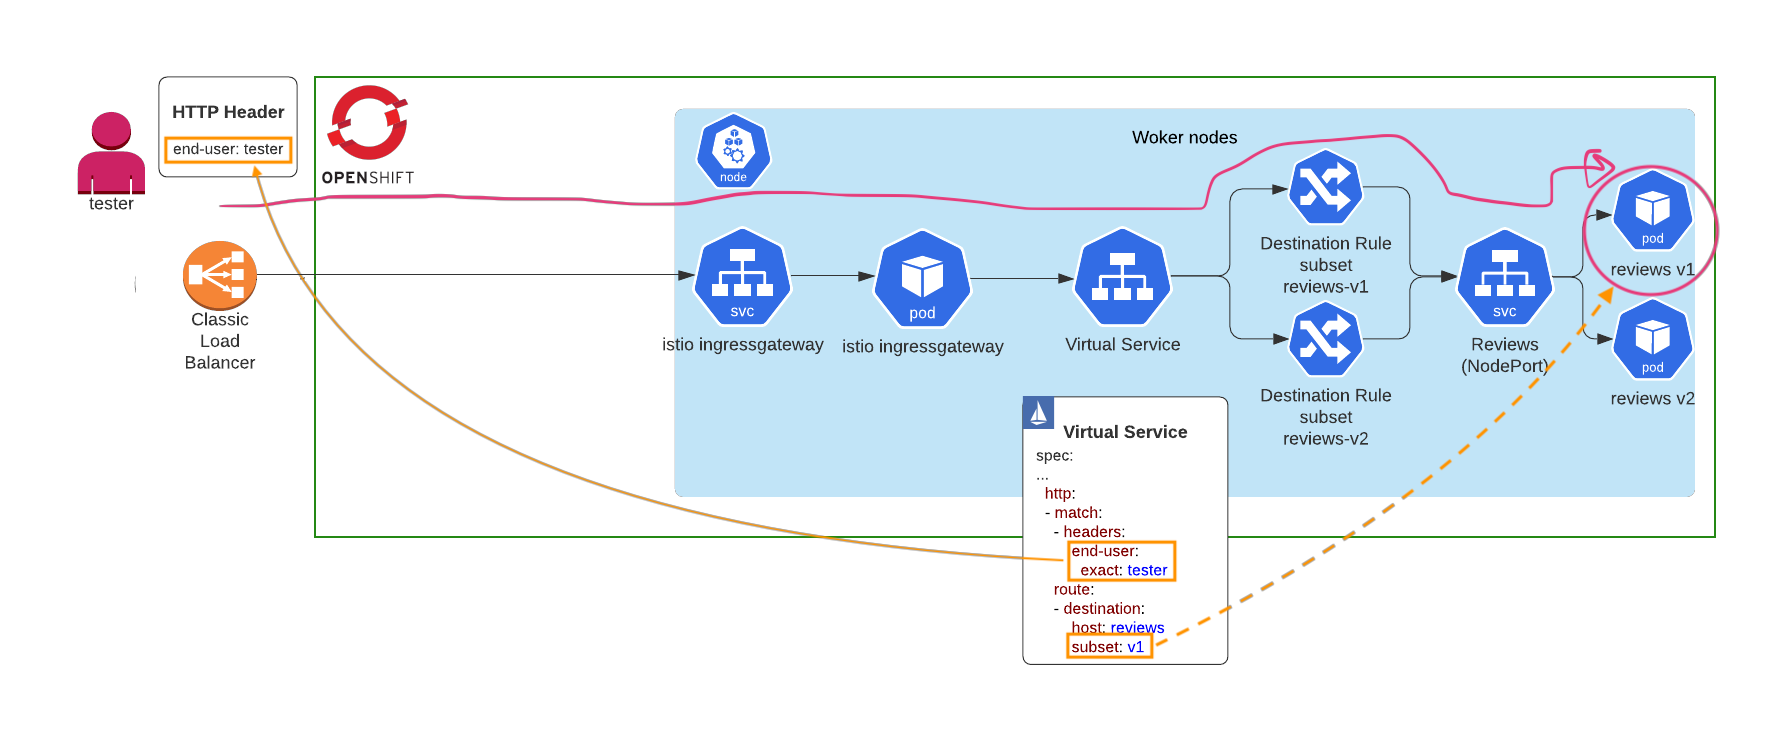 HTTP Header
end-user: tester
tester
OPENSHIFT
node
Woker nodes
Classic
Load
Balancer
svc
istio ingressgateway
pod
istio ingressgateway
Virtual Service
Destination Rule
subset
reviews-v1
Destination Rule
subset
reviews-v2
svc
Reviews
(NodePort)
pod
reviews v1
pod
reviews v2
Virtual Service
spec:
...
http:
- match:
- headers:
end-user:
exact: tester
route:
- destination:
host: reviews
subset: v1